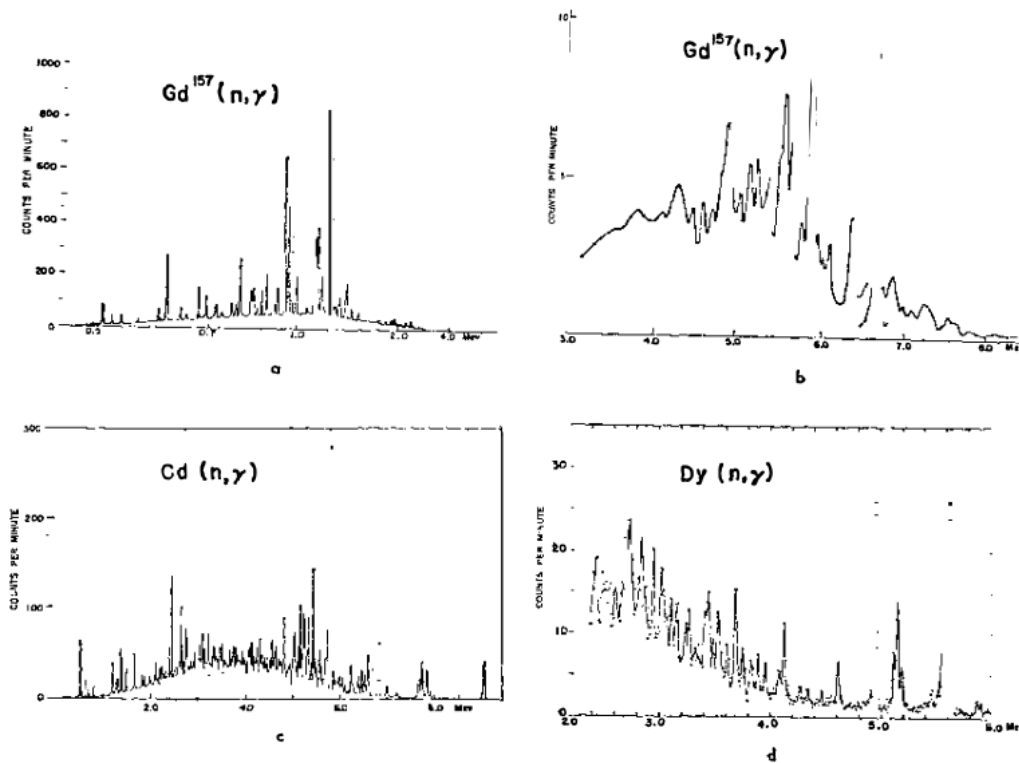 Gd¹⁵⁷(n,γ)
COUNTS PER MINUTE
1000
800
600
400
200
0
1.0 2.0 4.0 Mev
a
Gd¹⁵⁷(n,γ)
COUNTS PER MINUTE
10
5
3.0 4.0 5.0 6.0 7.0 8.0
b
Cd (n,γ)
COUNTS PER MINUTE
300
200
100
0
2.0 3.0 4.0 5.0 6.0 Mev
c
Dy (n,γ)
COUNTS PER MINUTE
30
20
10
0
2.0 3.0 4.0 5.0
d